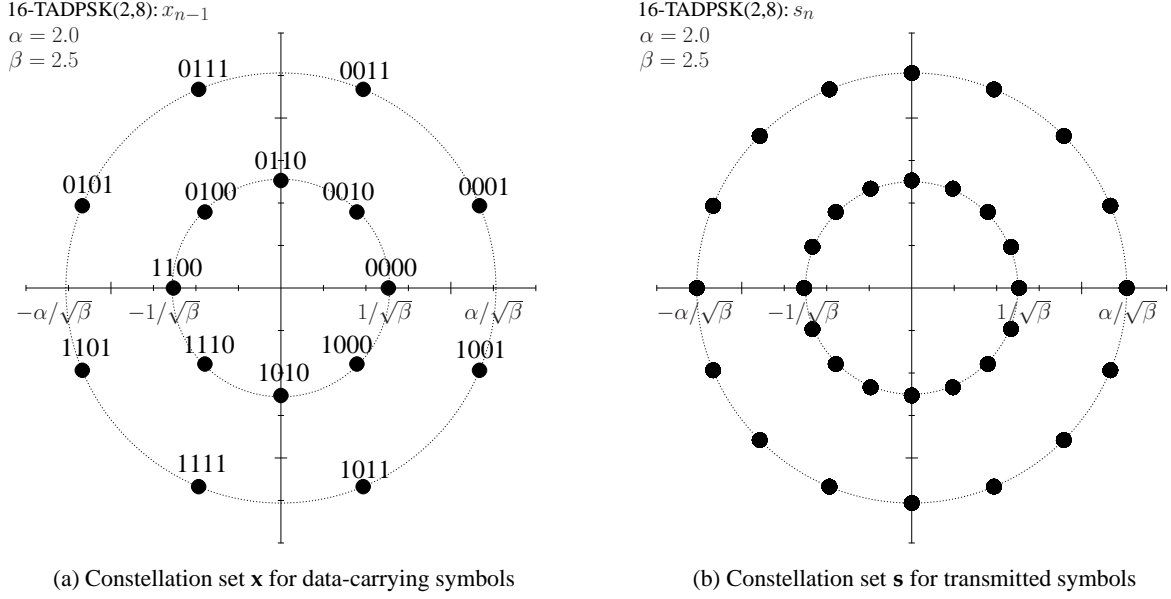 16-TADPSK(2,8): xₙ₋₁
α = 2.0
β = 2.5
0111 0011
0110
0101 0100 0010 0001
1100 0000
−α/√β −1/√β 1/√β α/√β
1101 1110 1000 1001
1010
1111 1011
(a) Constellation set x for data-carrying symbols
16-TADPSK(2,8): sₙ
α = 2.0
β = 2.5
−α/√β −1/√β 1/√β α/√β
(b) Constellation set s for transmitted symbols